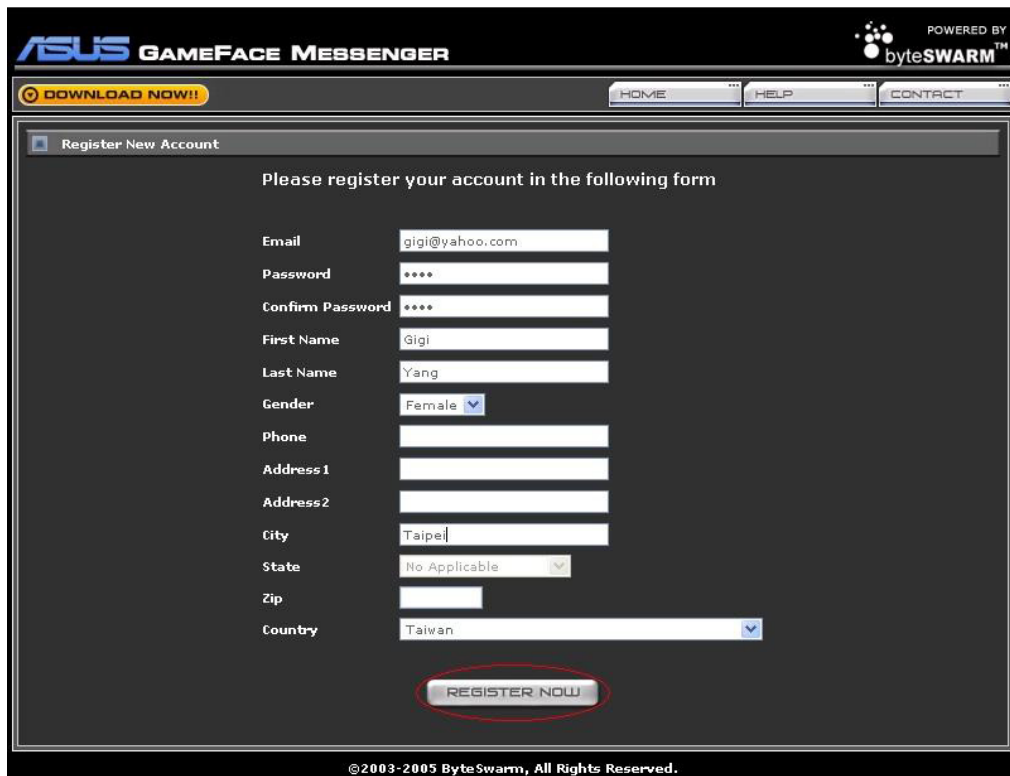 ASUS GAMEFACE MESSENGER
POWERED BY
byteSWARM™
DOWNLOAD NOW!!
HOME
HELP
CONTACT
Register New Account
Please register your account in the following form
Email gigi@yahoo.com
Password ••••
Confirm Password ••••
First Name Gigi
Last Name Yang
Gender Female
Phone
Address1
Address2
City Taipei
State No Applicable
Zip
Country Taiwan
REGISTER NOW
©2003-2005 ByteSwarm, All Rights Reserved.